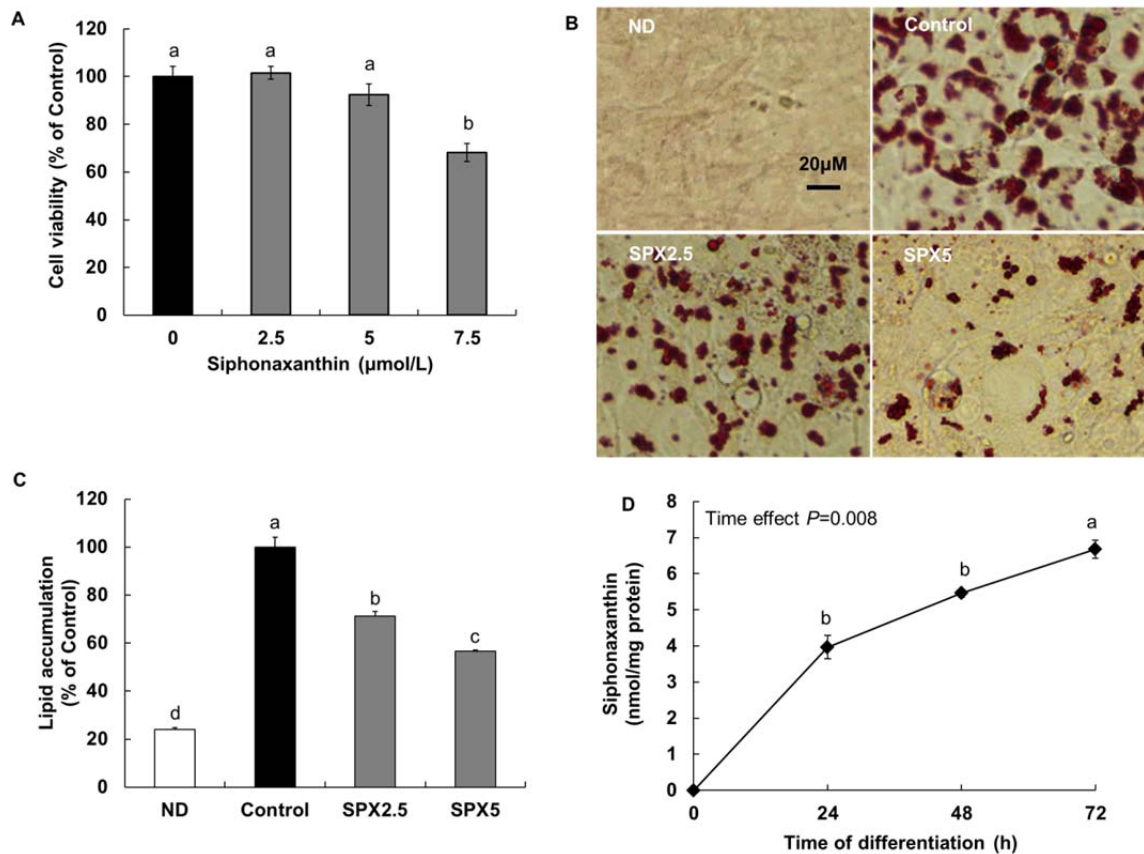 A
120
100
80
60
40
20
0
Cell viability (% of Control)
a
a
a
b
0 2.5 5 7.5
Siphonaxanthin (µmol/L)
B
ND
Control
20µM
SPX2.5
SPX5
C
120
100
80
60
40
20
0
Lipid accumulation
(% of Control)
d
a
b
c
ND Control SPX2.5 SPX5
D
8
7
6
5
4
3
2
1
0
Siphonaxanthin
(nmol/mg protein)
Time effect P=0.008
b
b
a
0 24 48 72
Time of differentiation (h)